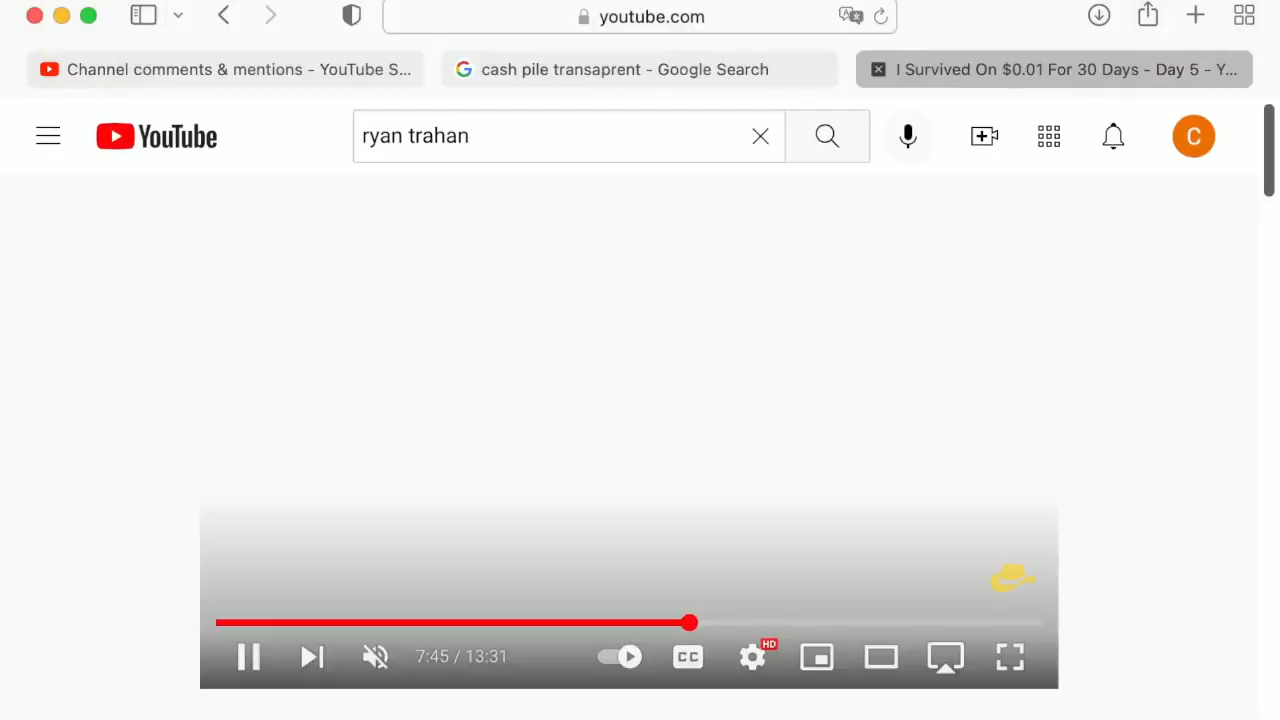 youtube.com
Channel comments & mentions - YouTube S...
cash pile transaprent - Google Search
I Survived On $0.01 For 30 Days - Day 5 - Y...
YouTube
ryan trahan
C
7:45 / 13:31
CC
HD